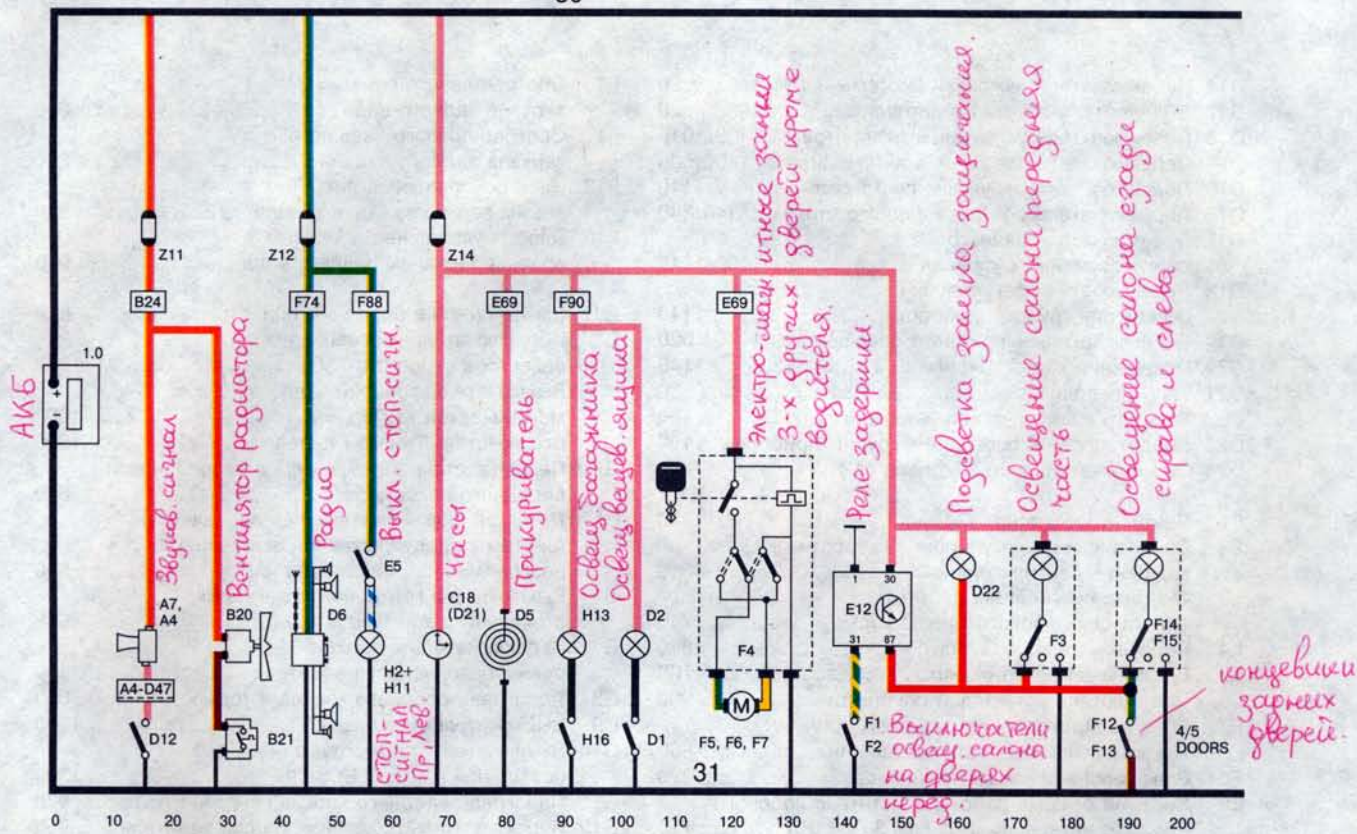 Z11
Z12
Z14
B24
F74
F88
E69
F90
E69
1.0
+
-
АКБ
Звуков. сигнал
Вентилятор радиатора
Радио
Выкл. стоп-сигн.
Часы
Прикуриватель
Освещ. багажника
Освещ. вещев. ящика
Электро-магнитные замки
3-х других дверей кроме
водителя
Реле задержки
Подсветка замка зажигания.
Освещение салона передняя
часть
Освещение салона сзади
справа и слева
A7,
A4
B20
D6
E5
C18
(D21)
D5
H13
D2
F4
1
30
E12
31
87
D22
F3
F14
F15
A4-D47
D12
B21
H2+
H11
СТОП-
СИГНАЛ
Пр, Лев.
H16
D1
M
F5, F6, F7
F1
F2
Выключатели
освещ. салона
на дверях
перед.
F12
F13
4/5
DOORS
концевики
задних
дверей.
31
0 10 20 30 40 50 60 70 80 90 100 110 120 130 140 150 160 170 180 190 200